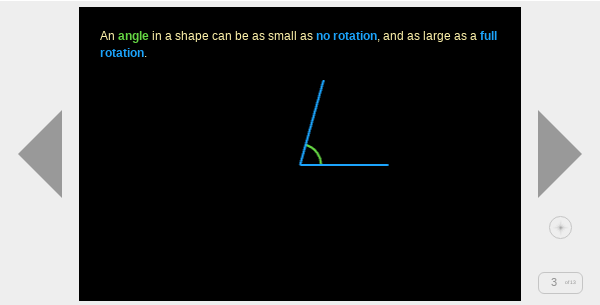 An angle in a shape can be as small as no rotation, and as large as a full
rotation.
3 of 13